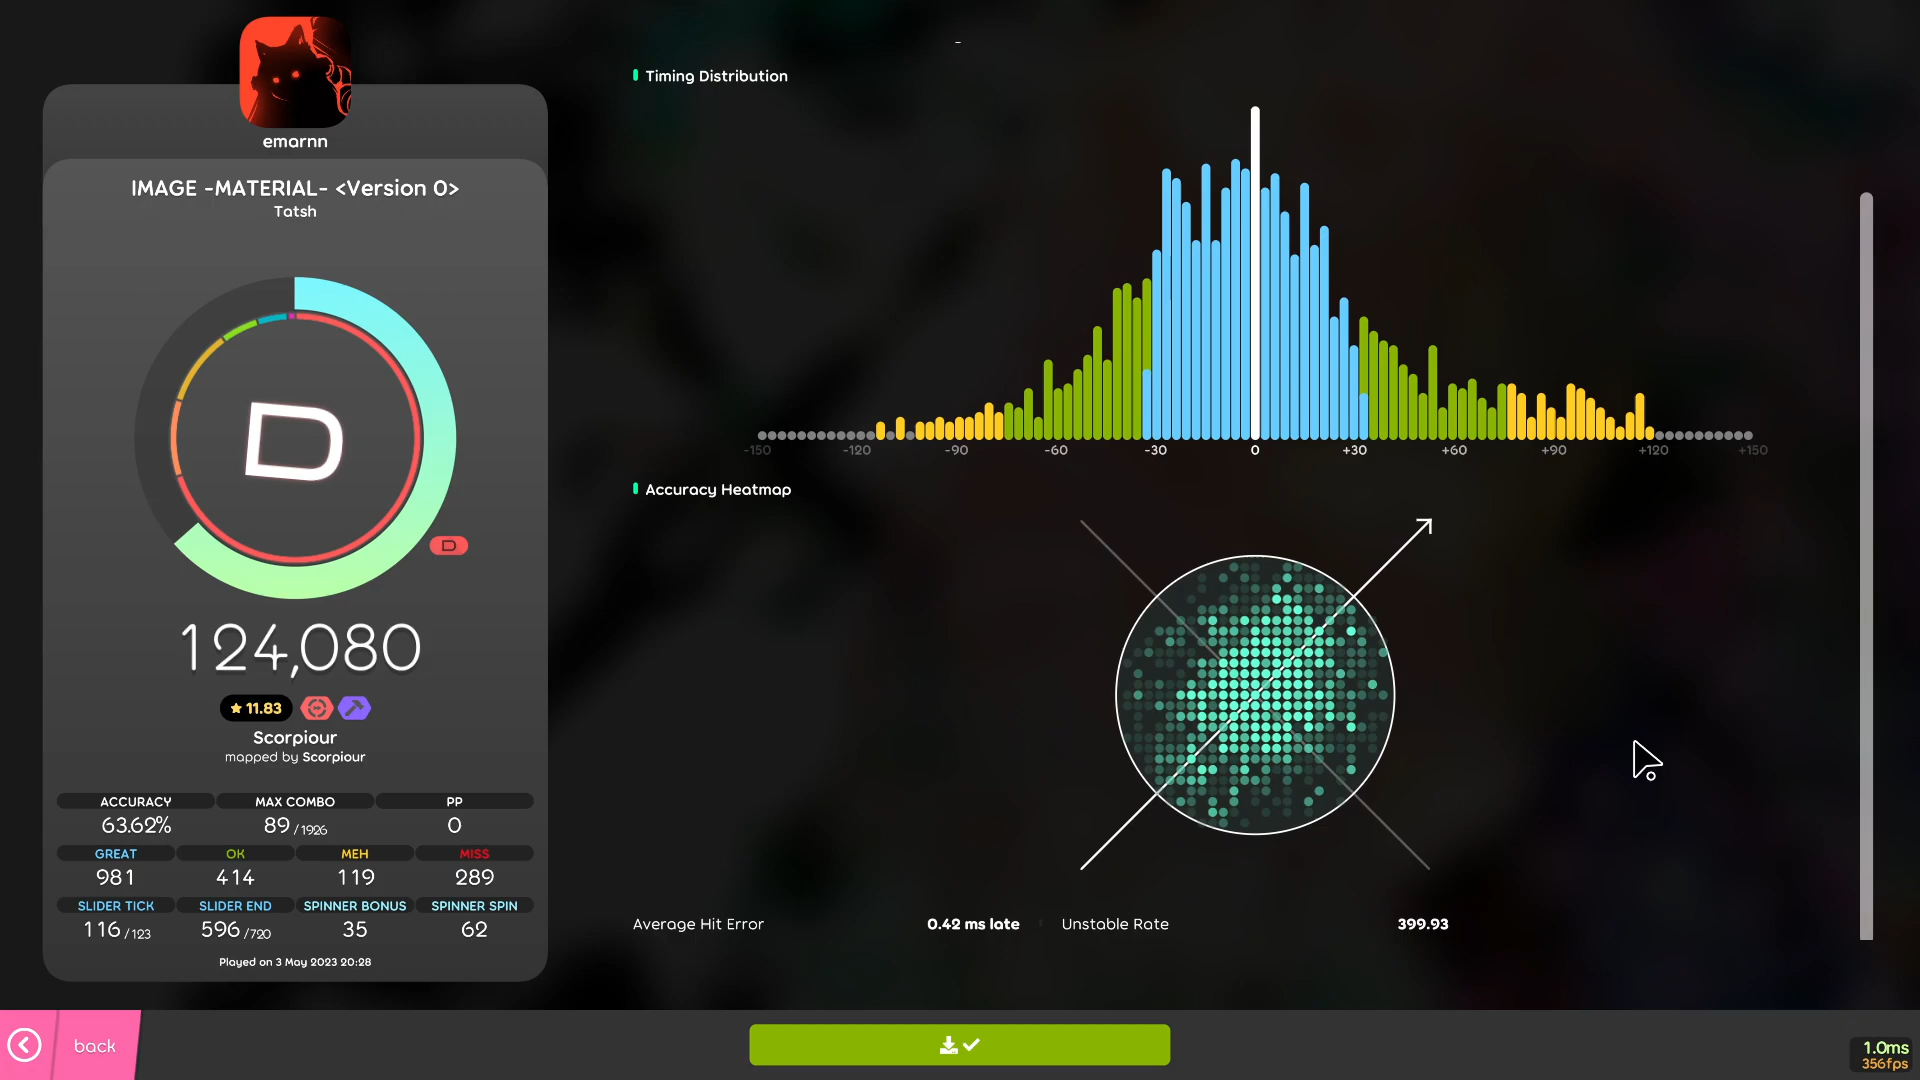 emarnn
IMAGE -MATERIAL- <Version 0>
Tatsh
D
D
124,080
11.83
Scorpiour
mapped by Scorpiour
ACCURACY MAX COMBO PP
63.62% 89 /1926 0
GREAT OK MEH MISS
981 414 119 289
SLIDER TICK SLIDER END SPINNER BONUS SPINNER SPIN
116 /123 596 /720 35 62
Played on 3 May 2023 20:28
-
Timing Distribution
-150 -120 -90 -60 -30 0 +30 +60 +90 +120 +150
Accuracy Heatmap
Average Hit Error 0.42 ms late Unstable Rate 399.93
back
1.0ms
356fps